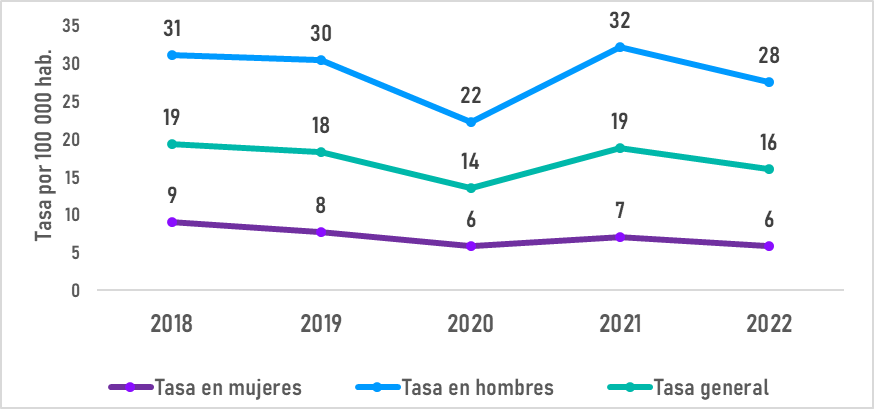 Tasa por 100 000 hab.
35
30
25
20
15
10
5
0
31 30 22 32 28
19 18 14 19 16
9 8 6 7 6
2018 2019 2020 2021 2022
Tasa en mujeres Tasa en hombres Tasa general